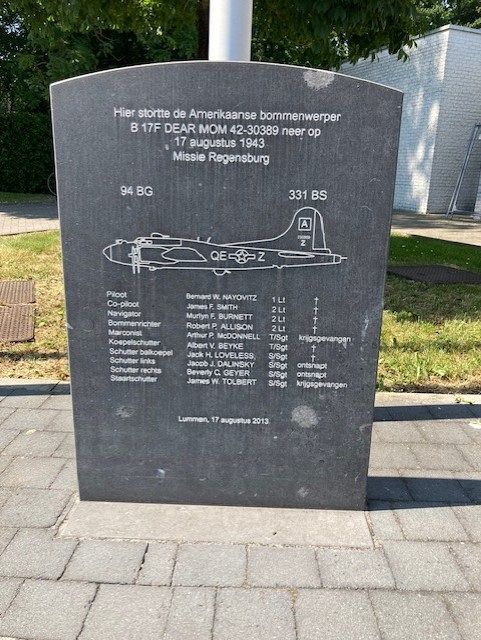 Hier stortte de Amerikaanse bommenwerper
B 17F DEAR MOM 42-30389 neer op
17 augustus 1943
Missie Regensburg
94 BG 331 BS
A
Z
QE Z
Piloot Bernard W. NAYOVITZ 1 Lt †
Co-piloot James F. SMITH 2 Lt †
Navigator Murlyn F. BURNETT 2 Lt †
Bommenrichter Robert P. ALLISON 2 Lt †
Marconist Arthur P. McDONNELL T/Sgt krijgsgevangen
Koepelschutter Albert V. BEYKE T/Sgt †
Schutter balkoepel Jack H. LOVELESS, S/Sgt †
Schutter links Jacob J. DALINSKY S/Sgt ontsnapt
Schutter rechts Beverly C. GEYER S/Sgt ontsnapt
Staartschutter James W. TOLBERT S/Sgt krijgsgevangen
Lummen, 17 augustus 2013